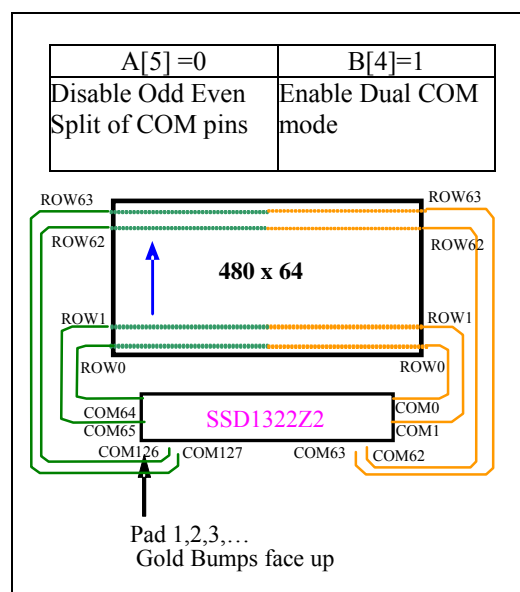 A[5] =0
B[4]=1
Disable Odd Even
Split of COM pins
Enable Dual COM
mode
ROW63
ROW63
ROW62
ROW62
480 x 64
ROW1
ROW1
ROW0
ROW0
COM64
COM0
SSD1322Z2
COM65
COM1
COM126
COM127
COM63
COM62
Pad 1,2,3,…
Gold Bumps face up